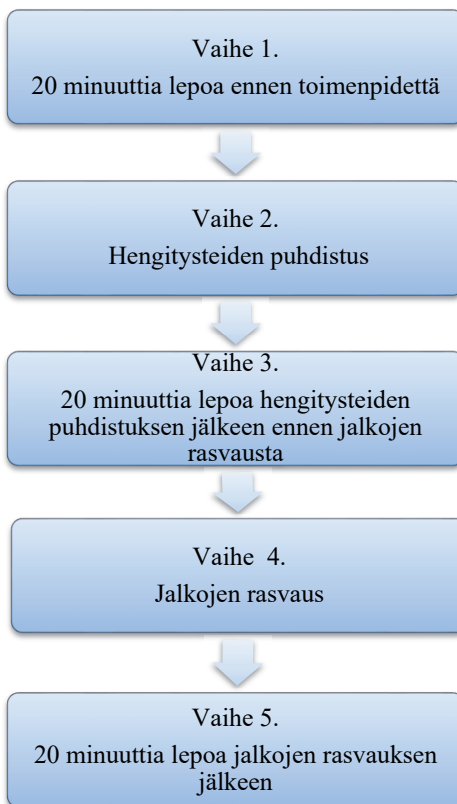 Vaihe 1.
20 minuuttia lepoa ennen toimenpidettä
Vaihe 2.
Hengitysteiden puhdistus
Vaihe 3.
20 minuuttia lepoa hengitysteiden
puhdistuksen jälkeen ennen jalkojen
rasvausta
Vaihe 4.
Jalkojen rasvaus
Vaihe 5.
20 minuuttia lepoa jalkojen rasvauksen
jälkeen